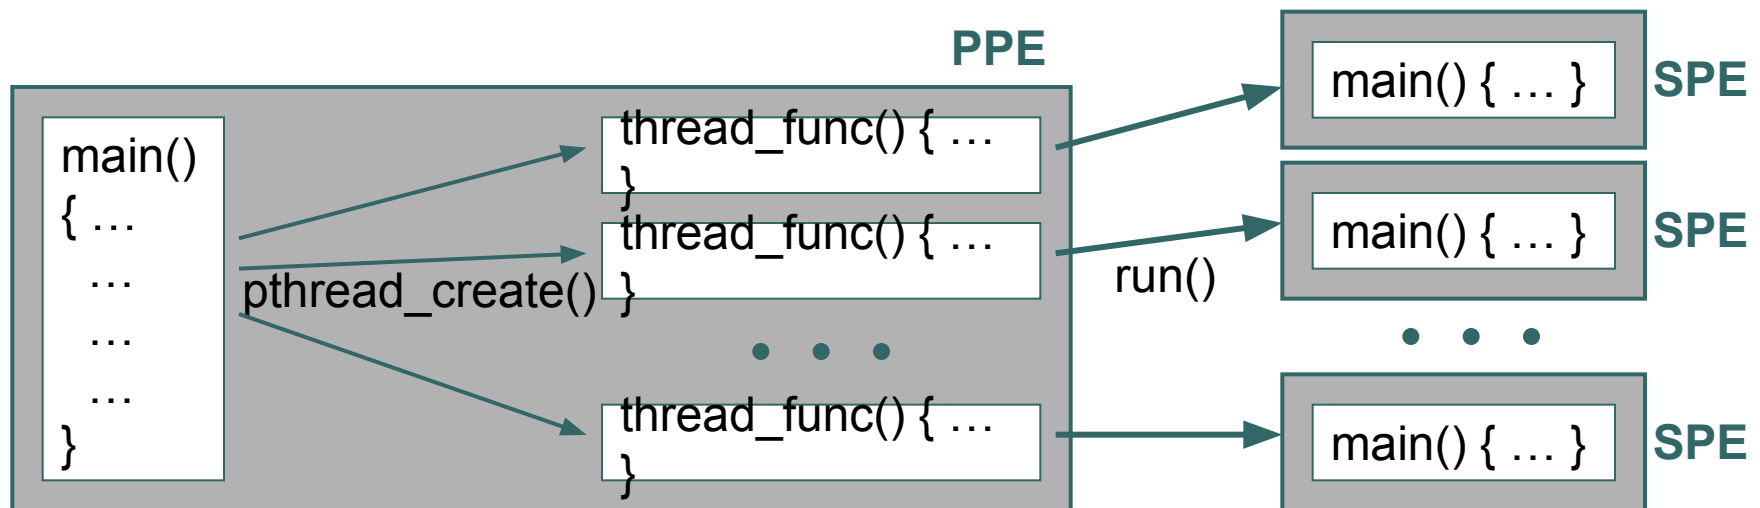 PPE
main()
{ …
…
…
…
}
pthread_create()
thread_func() { …
}
thread_func() { …
}
thread_func() { …
}
run()
main() { … }
SPE
main() { … }
SPE
main() { … }
SPE